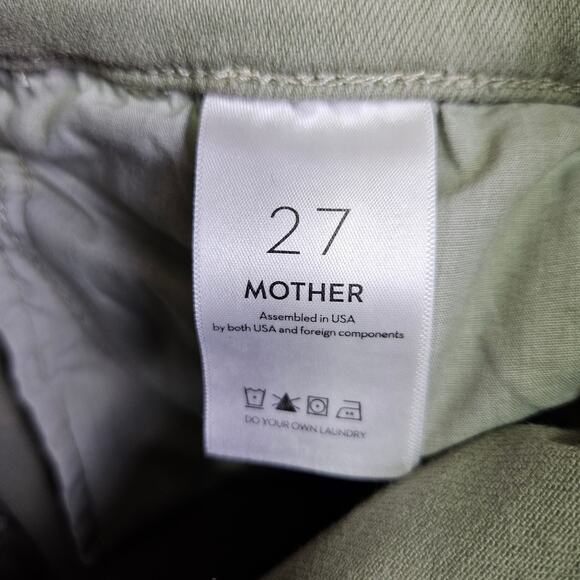 27
MOTHER
Assembled in USA
by both USA and foreign components
DO YOUR OWN LAUNDRY